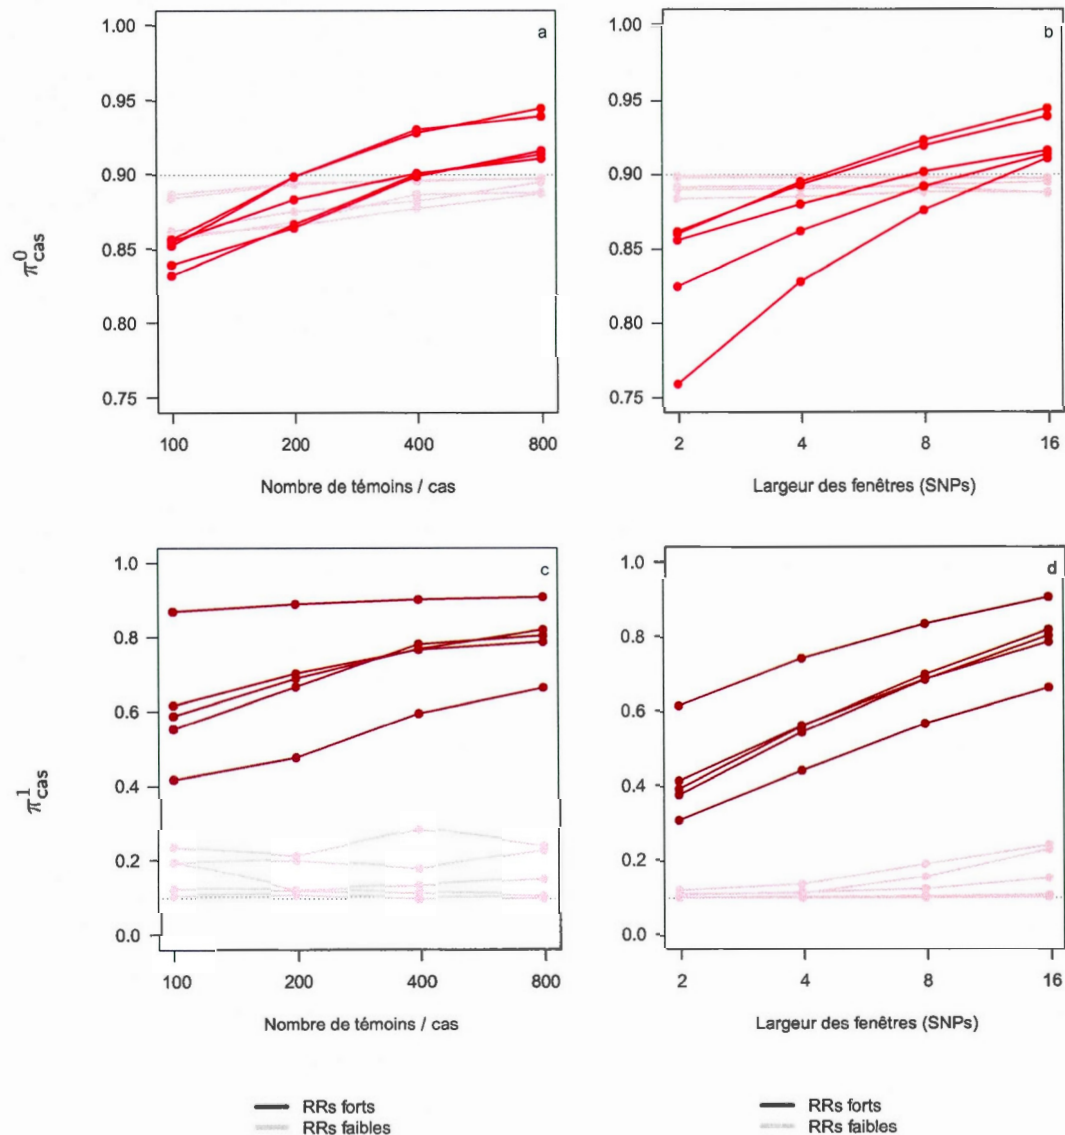 a
1.00
0.95
0.90
0.85
0.80
0.75
π⁰cas
100 200 400 800
Nombre de témoins / cas
b
1.00
0.95
0.90
0.85
0.80
0.75
2 4 8 16
Largeur des fenêtres (SNPs)
c
1.0
0.8
0.6
0.4
0.2
0.0
π¹cas
100 200 400 800
Nombre de témoins / cas
d
1.0
0.8
0.6
0.4
0.2
0.0
2 4 8 16
Largeur des fenêtres (SNPs)
RRs forts
RRs faibles
RRs forts
RRs faibles